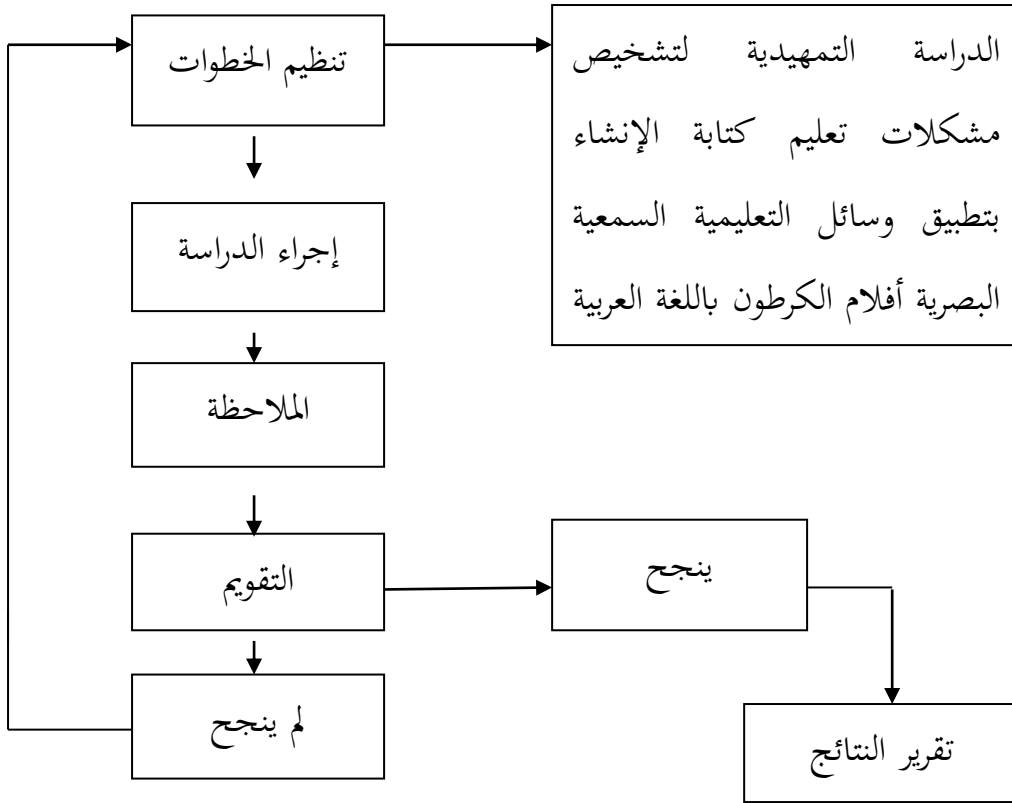 تنظيم الخطوات
الدراسة التمهيدية لتشخيص
مشكلات تعليم كتابة الإنشاء
بتطبيق وسائل التعليمية السمعية
البصرية أفلام الكرطون باللغة العربية
إجراء الدراسة
الملاحظة
التقويم
ينجح
لم ينجح
تقرير النتائج